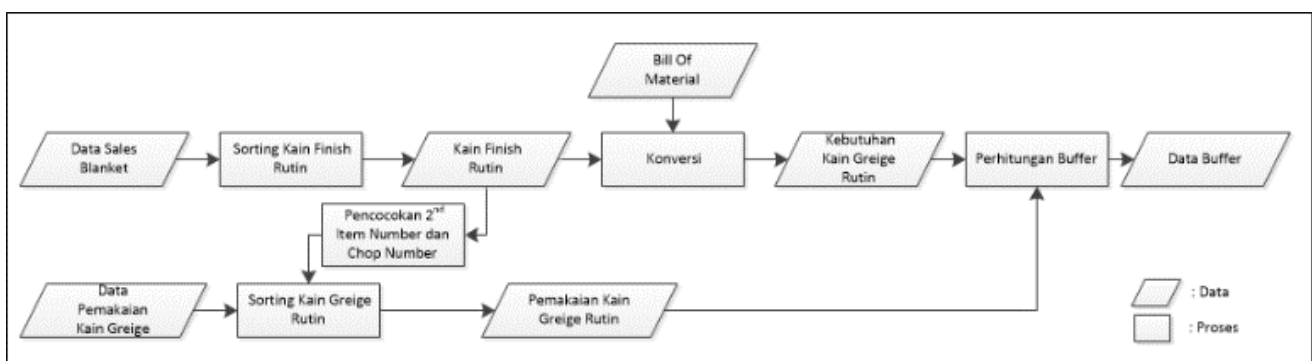 Bill Of
Material
Data Sales
Blanket
Sorting Kain Finish
Rutin
Kain Finish
Rutin
Konversi
Kebutuhan
Kain Greige
Rutin
Perhitungan Buffer
Data Buffer
Pencocokan 2nd
Item Number dan
Chop Number
Data
Pemakaian
Kain Greige
Sorting Kain Greige
Rutin
Pemakaian Kain
Greige Rutin
: Data
: Proses